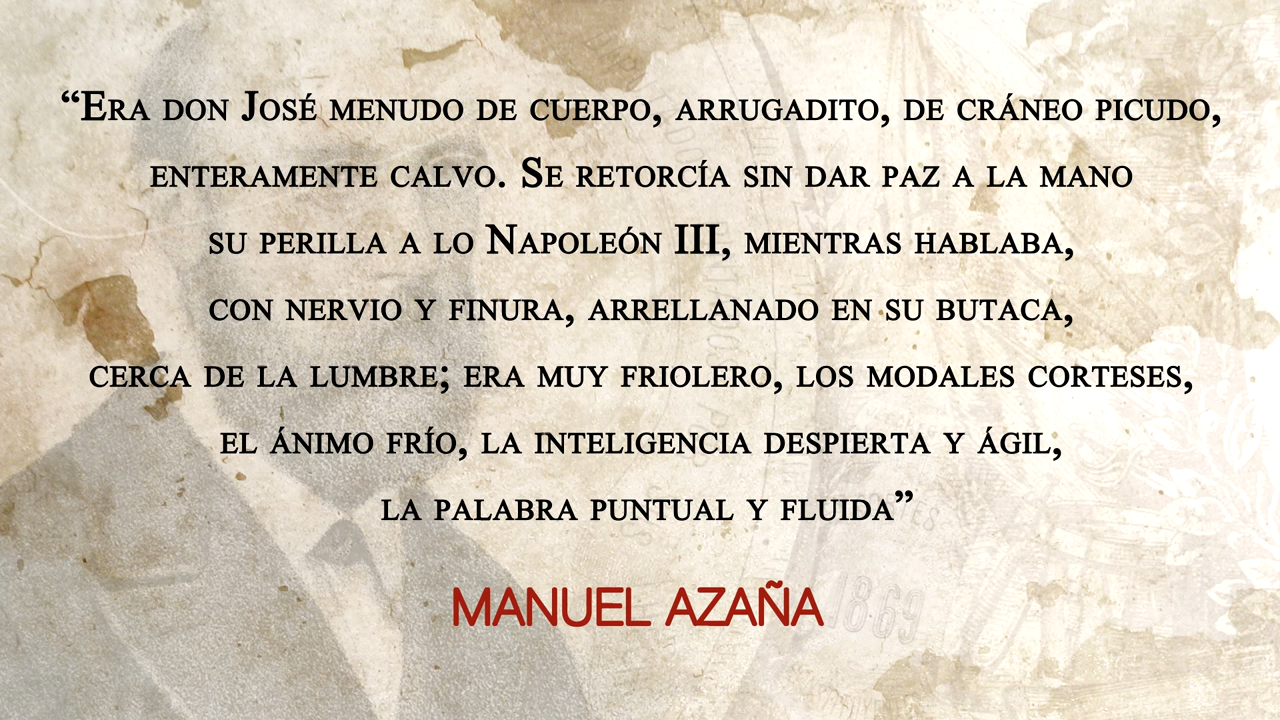 “Era don José menudo de cuerpo, arrugadito, de cráneo picudo,
enteramente calvo. Se retorcía sin dar paz a la mano
su perilla a lo Napoleón III, mientras hablaba,
con nervio y finura, arrellanado en su butaca,
cerca de la lumbre; era muy friolero, los modales corteses,
el ánimo frío, la inteligencia despierta y ágil,
la palabra puntual y fluida”
MANUEL AZAÑA
1869